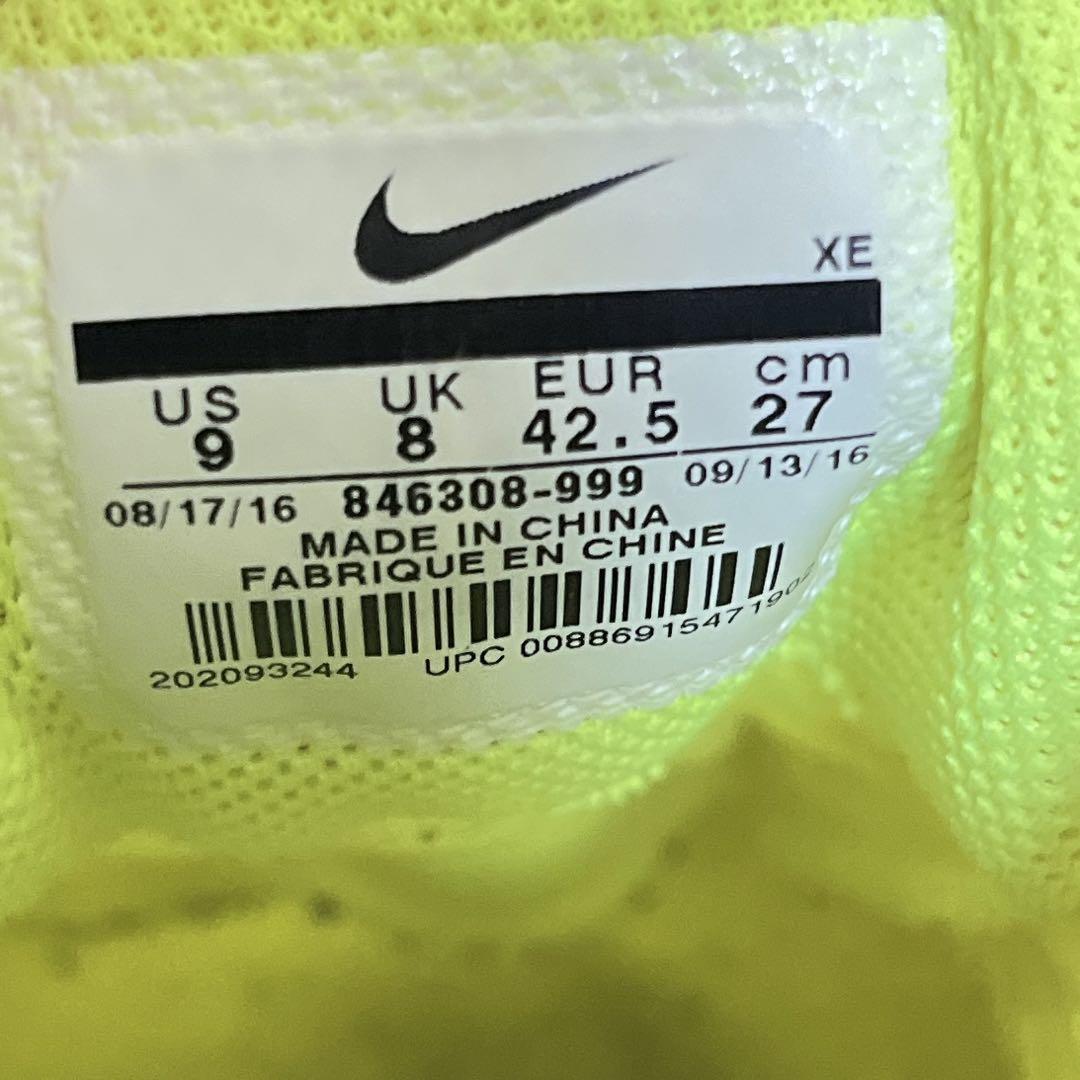 XE
US UK EUR cm
9 8 42.5 27
08/17/16 846308-999 09/13/16
MADE IN CHINA
FABRIQUE EN CHINE
202093244 UPC 00886915471902